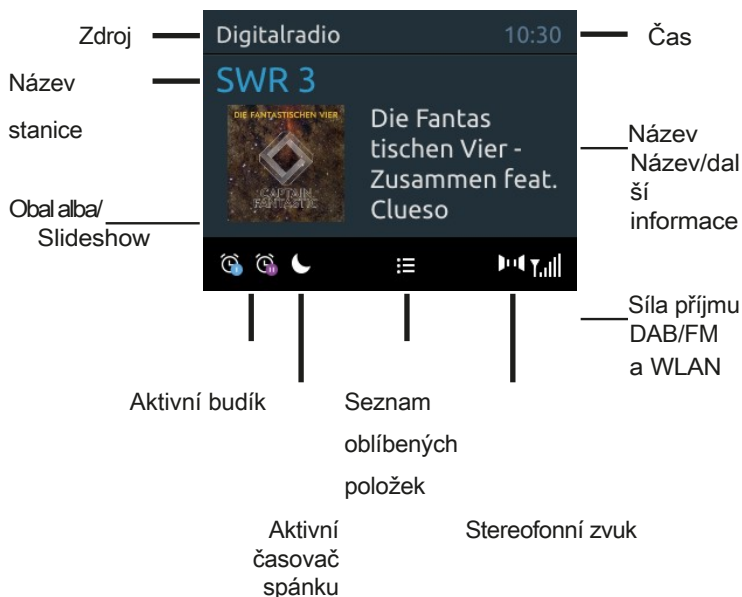 Zdroj
Digitalradio
10:30
Čas
Název
stanice
SWR 3
DIE FANTASTISCHEN VIER
CAPTAIN
FANTASTIC
Die Fantas
tischen Vier -
Zusammen feat.
Clueso
Název
Název/dal
ší
informace
Obal alba/
Slideshow
Síla příjmu
DAB/FM
a WLAN
Aktivní budík
Seznam
oblíbených
položek
Aktivní
časovač
spánku
Stereofonní zvuk